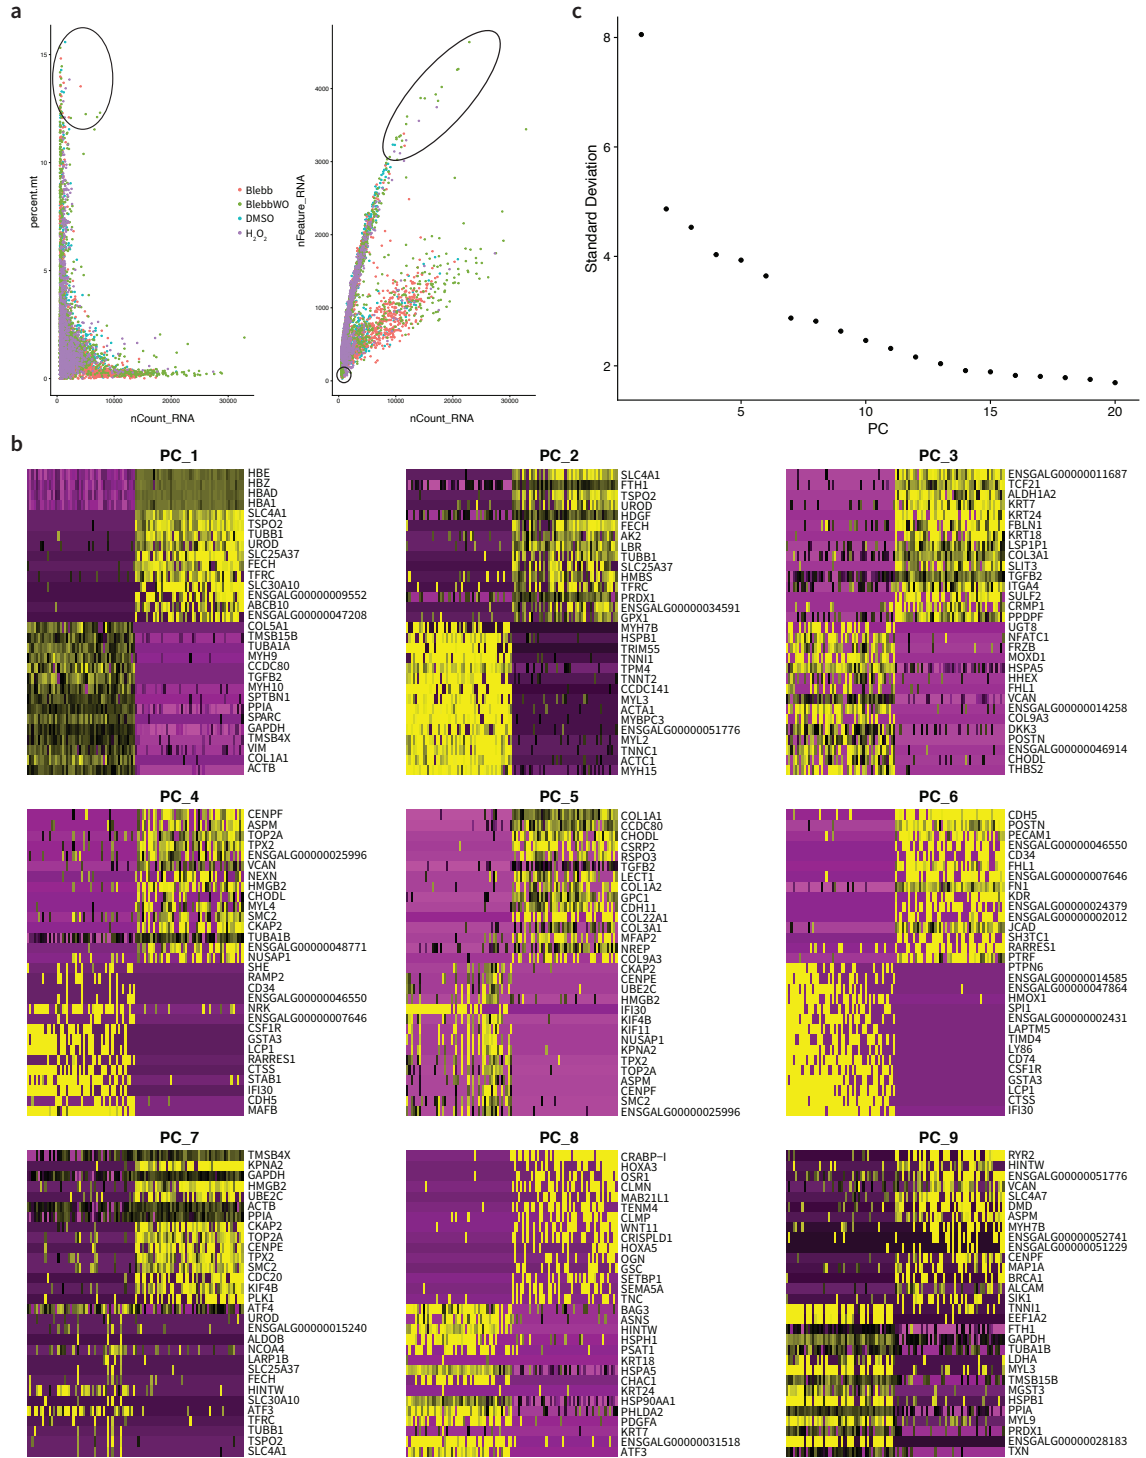 a
15
10
5
0
percent.mt
0
10000
20000
30000
nCount_RNA
Blebb
BlebbWO
DMSO
H2O2
4000
3000
2000
1000
0
nFeature_RNA
0
10000
20000
30000
nCount_RNA
c
8
6
4
2
Standard Deviation
5
10
15
20
PC
b
PC_1
HBE
HBZ
HBAD
HBA1
SLC4A1
TSPO2
TUBB1
UROD
SLC25A37
FECH
TFRC
SLC30A10
ENSGALG00000009552
ABCB10
ENSGALG00000047208
COL5A1
TMSB15B
TUBA1A
MYH9
CCDC80
TGFB2
MYH10
SPTBN1
PPIA
SPARC
GAPDH
TMSB4X
VIM
COL1A1
ACTB
PC_2
SLC4A1
FTH1
TSPO2
UROD
HDGF
FECH
AK2
LBR
TUBB1
SLC25A37
HMBS
TFRC
PRDX1
ENSGALG00000034591
GPX1
MYH7B
HSPB1
TRIM55
TNNI1
TPM4
TNNT2
CCDC141
MYL3
ACTA1
MYBPC3
ENSGALG00000051776
MYL2
TNNC1
ACTC1
MYH15
PC_3
ENSGALG00000011687
TCF21
ALDH1A2
KRT7
KRT24
FBLN1
KRT18
LSP1P1
COL3A1
SLIT3
TGFB2
ITGA4
SULF2
CRMP1
PPDPF
UGT8
NFATC1
FRZB
MOXD1
HSPA5
HHEX
FHL1
VCAN
ENSGALG00000014258
COL9A3
DKK3
POSTN
ENSGALG00000046914
CHODL
THBS2
PC_4
CENPF
ASPM
TOP2A
TPX2
ENSGALG00000025996
VCAN
NEXN
HMGB2
CHODL
MYL4
SMC2
CKAP2
TUBA1B
ENSGALG00000048771
NUSAP1
SHE
RAMP2
CD34
ENSGALG00000046550
NRK
ENSGALG00000007646
CSF1R
GSTA3
LCP1
RARRES1
CTSS
STAB1
IFI30
CDH5
MAFB
PC_5
COL1A1
CCDC80
CHODL
CSRP2
RSPO3
TGFB2
LECT1
COL1A2
GPC1
CDH11
COL22A1
COL3A1
MFAP2
NREP
COL9A3
CKAP2
CENPE
UBE2C
HMGB2
IFI30
KIF4B
KIF11
NUSAP1
KPNA2
TPX2
TOP2A
ASPM
CENPF
SMC2
ENSGALG00000025996
PC_6
CDH5
POSTN
PECAM1
ENSGALG00000046550
CD34
FHL1
ENSGALG00000007646
FN1
KDR
ENSGALG00000024379
ENSGALG00000002012
JCAD
SH3TC1
RARRES1
PTRF
PTPN6
ENSGALG00000014585
ENSGALG00000047864
HMOX1
SPI1
ENSGALG00000002431
LAPTM5
TIMD4
LY86
CD74
CSF1R
GSTA3
LCP1
CTSS
IFI30
PC_7
TMSB4X
KPNA2
GAPDH
HMGB2
UBE2C
ACTB
PPIA
CKAP2
TOP2A
CENPE
TPX2
SMC2
CDC20
KIF4B
PLK1
ATF4
UROD
ENSGALG00000015240
ALDOB
NCOA4
LARP1B
SLC25A37
FECH
HINTW
SLC30A10
ATF3
TFRC
TUBB1
TSPO2
SLC4A1
PC_8
CRABP-I
HOXA3
OSR1
CLMN
MAB21L1
TENM4
CLMP
WNT11
CRISPLD1
HOXA5
OGN
GSC
SETBP1
SEMA5A
TNC
BAG3
ASNS
HINTW
HSPH1
PSAT1
KRT18
HSPA5
CHAC1
KRT24
HSP90AA1
PHLDA2
PDGFA
KRT7
ENSGALG00000031518
ATF3
PC_9
RYR2
HINTW
ENSGALG00000051776
VCAN
SLC4A7
DMD
ASPM
MYH7B
ENSGALG00000052741
ENSGALG00000051229
CENPF
MAP1A
BRCA1
ALCAM
SIK1
TNNI1
EEF1A2
FTH1
GAPDH
TUBA1B
LDHA
MYL3
TMSB15B
MGST3
HSPB1
PPIA
MYL9
PRDX1
ENSGALG00000028183
TXN